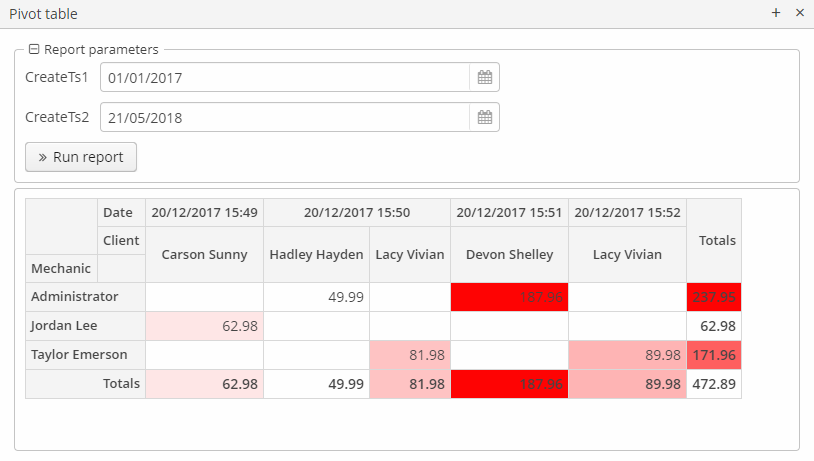 Pivot table
Report parameters
CreateTs1 01/01/2017
CreateTs2 21/05/2018
» Run report
Date 20/12/2017 15:49 20/12/2017 15:50 20/12/2017 15:51 20/12/2017 15:52 Totals
Client Carson Sunny Hadley Hayden Lacy Vivian Devon Shelley Lacy Vivian
Mechanic
Administrator 49.99 187.96 237.95
Jordan Lee 62.98 62.98
Taylor Emerson 81.98 89.98 171.96
Totals 62.98 49.99 81.98 187.96 89.98 472.89